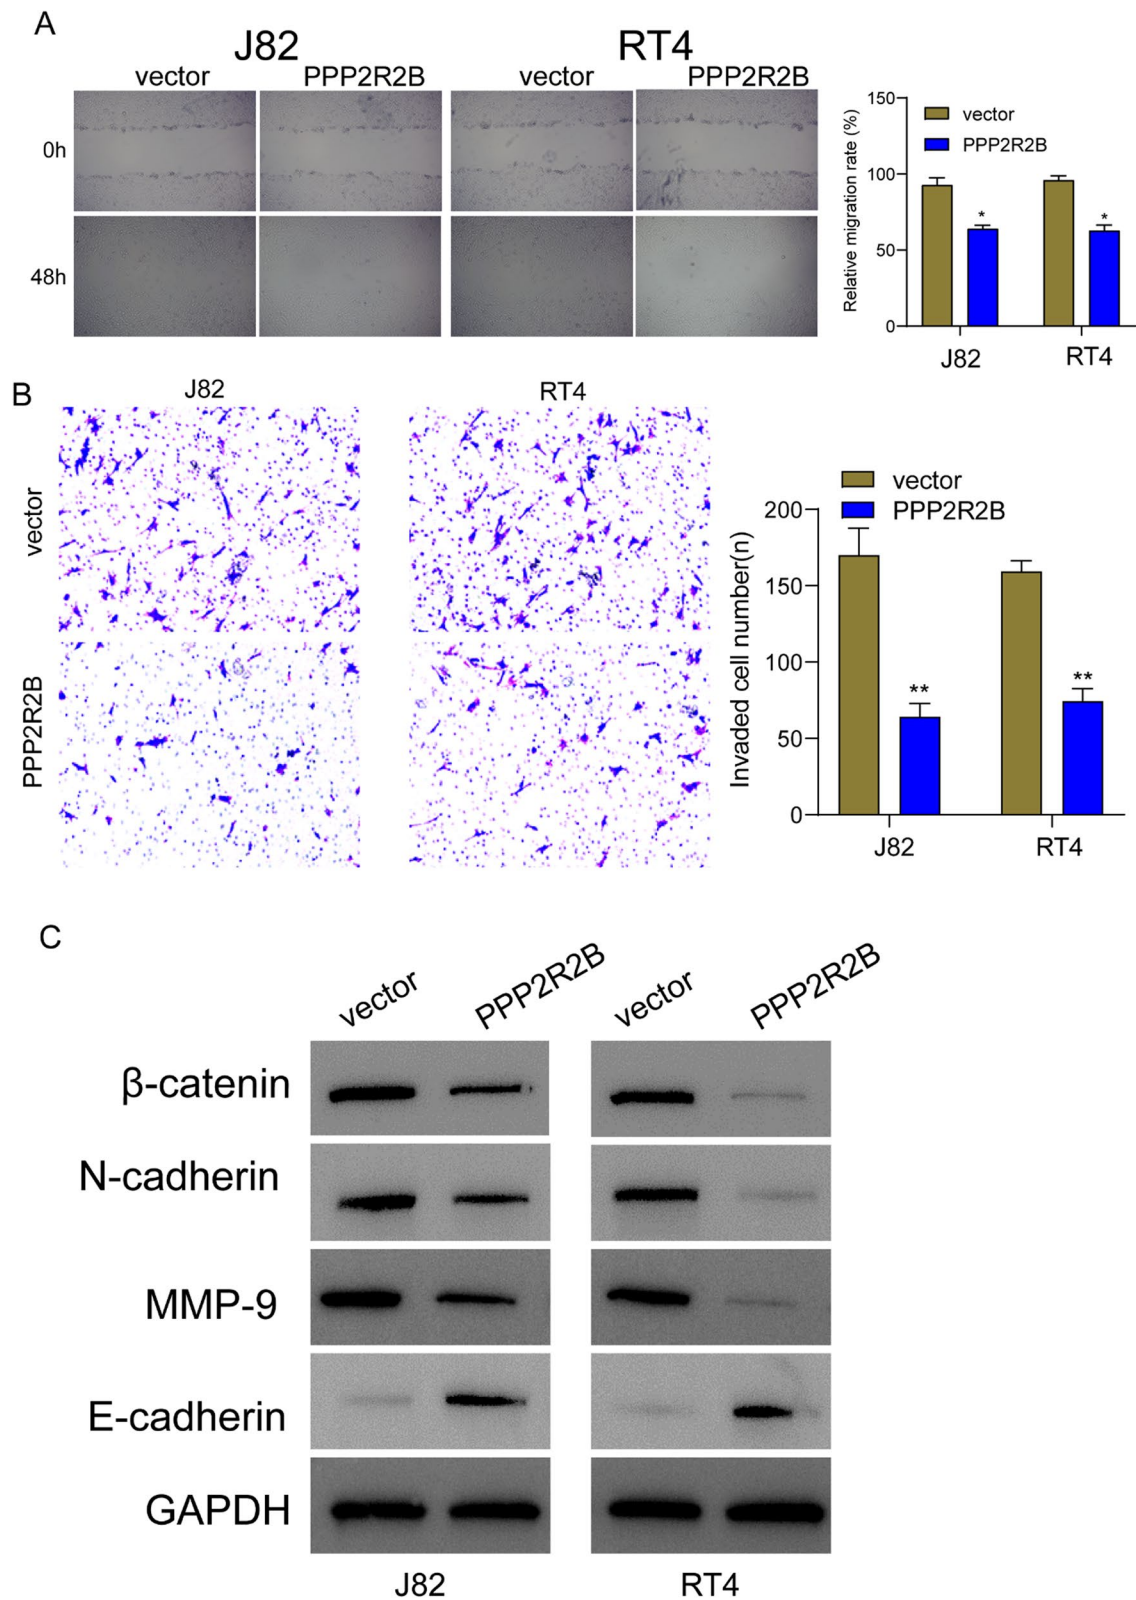 A
J82
RT4
vector
PPP2R2B
vector
PPP2R2B
0h
48h
Relative migration rate (%)
150
100
50
0
vector
PPP2R2B
*
*
J82
RT4
B
J82
RT4
vector
PPP2R2B
Invaded cell number(n)
vector
PPP2R2B
200
150
100
50
0
**
**
J82
RT4
C
vector
PPP2R2B
vector
PPP2R2B
β-catenin
N-cadherin
MMP-9
E-cadherin
GAPDH
J82
RT4